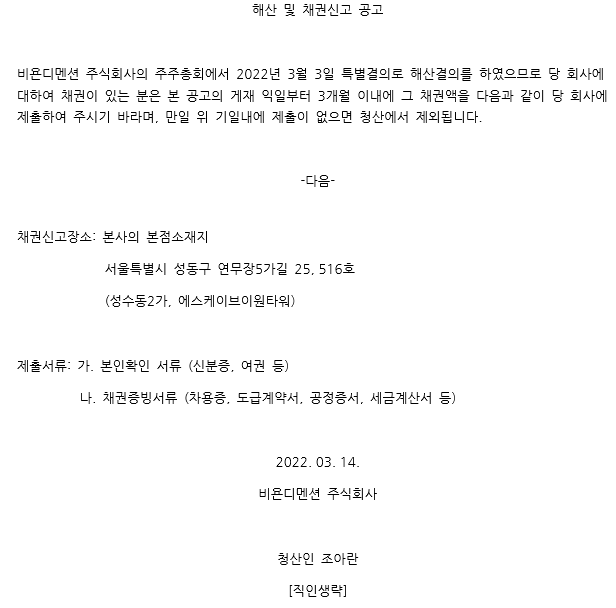 해산 및 채권신고 공고
비욘디멘션 주식회사의 주주총회에서 2022년 3월 3일 특별결의로 해산결의를 하였으므로 당 회사에
대하여 채권이 있는 분은 본 공고의 게재 익일부터 3개월 이내에 그 채권액을 다음과 같이 당 회사에
제출하여 주시기 바라며, 만일 위 기일내에 제출이 없으면 청산에서 제외됩니다.
-다음-
채권신고장소: 본사의 본점소재지
서울특별시 성동구 연무장5가길 25, 516호
(성수동2가, 에스케이브이원타워)
제출서류: 가. 본인확인 서류 (신분증, 여권 등)
나. 채권증빙서류 (차용증, 도급계약서, 공정증서, 세금계산서 등)
2022. 03. 14.
비욘디멘션 주식회사
청산인 조아란
[직인생략]